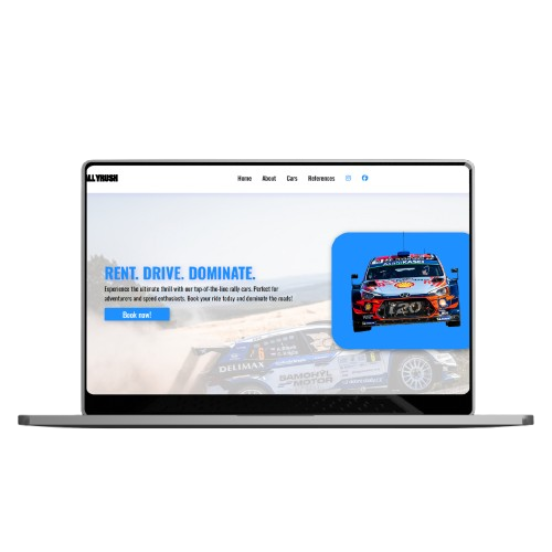 ALLYRUSH
Home About Cars References
RENT. DRIVE. DOMINATE.
Experience the ultimate thrill with our top-of-the-line rally cars. Perfect for
adventurers and speed enthusiasts. Book your ride today and dominate the roads!
Book now!
DELIMAX
SAMOHÝL
MOTOR